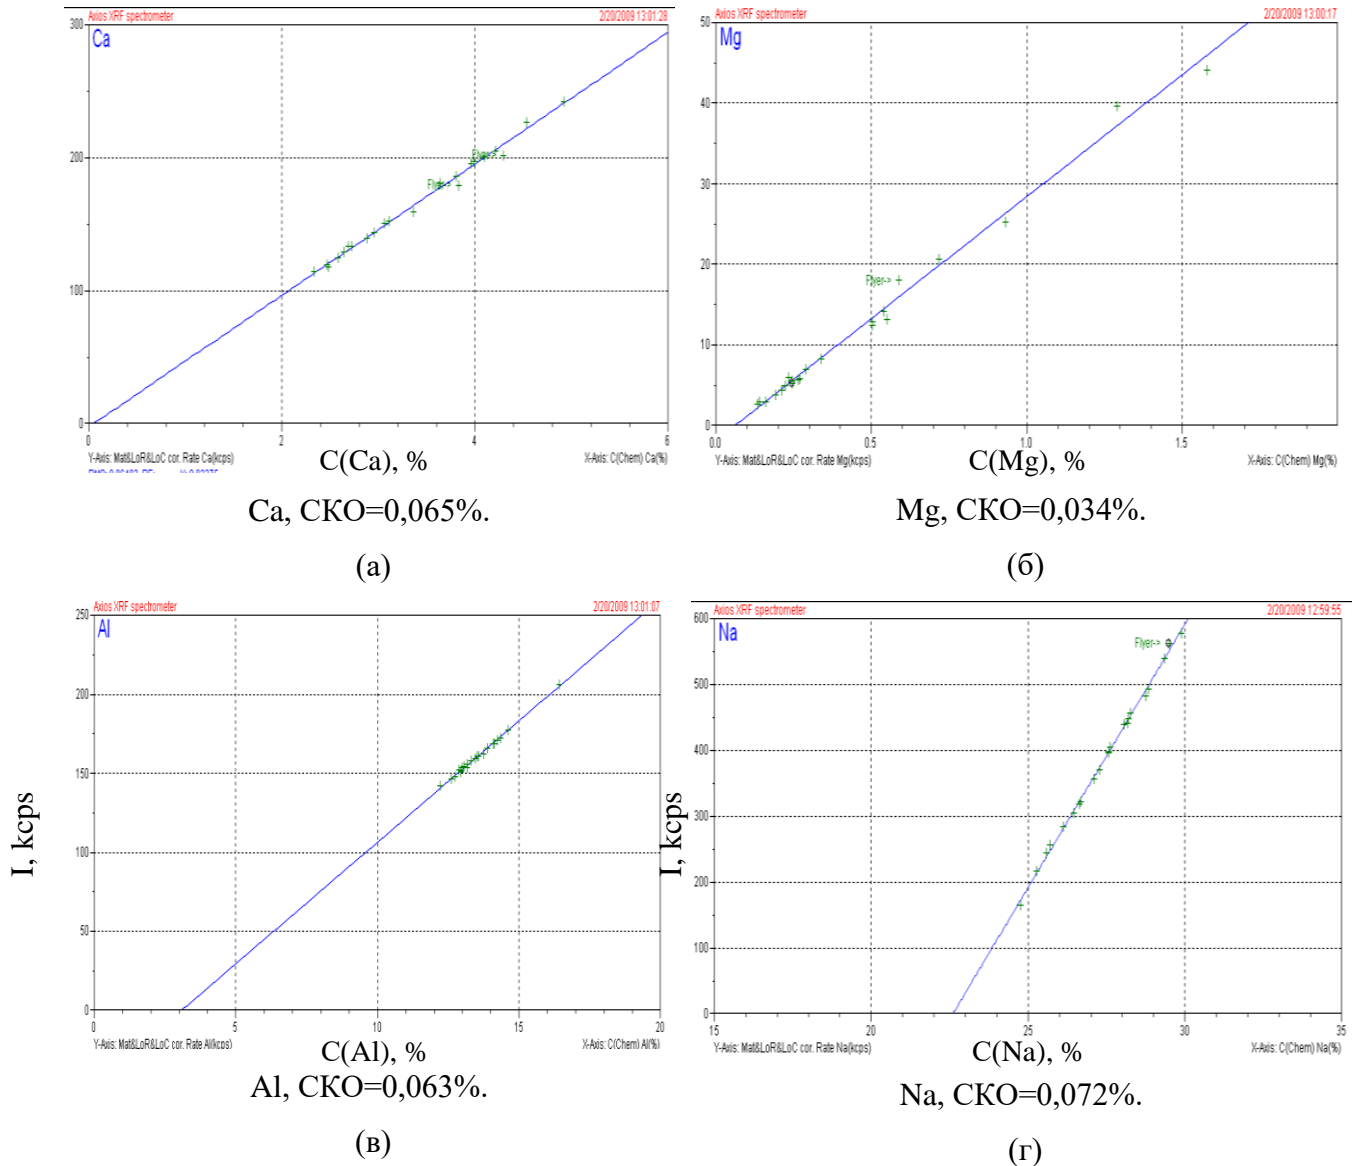 Axios XRF spectrometer 2/20/2009 13:01:28
300
Ca
Flyer->
200
Flyer->
100
0
0 2 4 6
Y-Axis: Mat&LoR&LoC cor. Rate Ca(kcps) X-Axis: C(Chem) Ca(%)
C(Ca), %
Ca, СКО=0,065%.
(а)
Axios XRF spectrometer 2/20/2009 13:00:17
50
Mg
40
30
20
Flyer->
10
0
0.0 0.5 1.0 1.5
Y-Axis: Mat&LoR&LoC cor. Rate Mg(kcps) X-Axis: C(Chem) Mg(%)
C(Mg), %
Mg, СКО=0,034%.
(б)
Axios XRF spectrometer 2/20/2009 13:01:07
250
Al
200
150
100
50
0
0 5 10 15 20
I, kcps
Y-Axis: Mat&LoR&LoC cor. Rate Al(kcps) X-Axis: C(Chem) Al(%)
C(Al), %
Al, СКО=0,063%.
(в)
Axios XRF spectrometer 2/20/2009 12:59:55
600
Na
Flyer->
500
400
300
200
100
0
15 20 25 30 35
I, kcps
Y-Axis: Mat&LoR&LoC cor. Rate Na(kcps) X-Axis: C(Chem) Na(%)
C(Na), %
Na, СКО=0,072%.
(г)